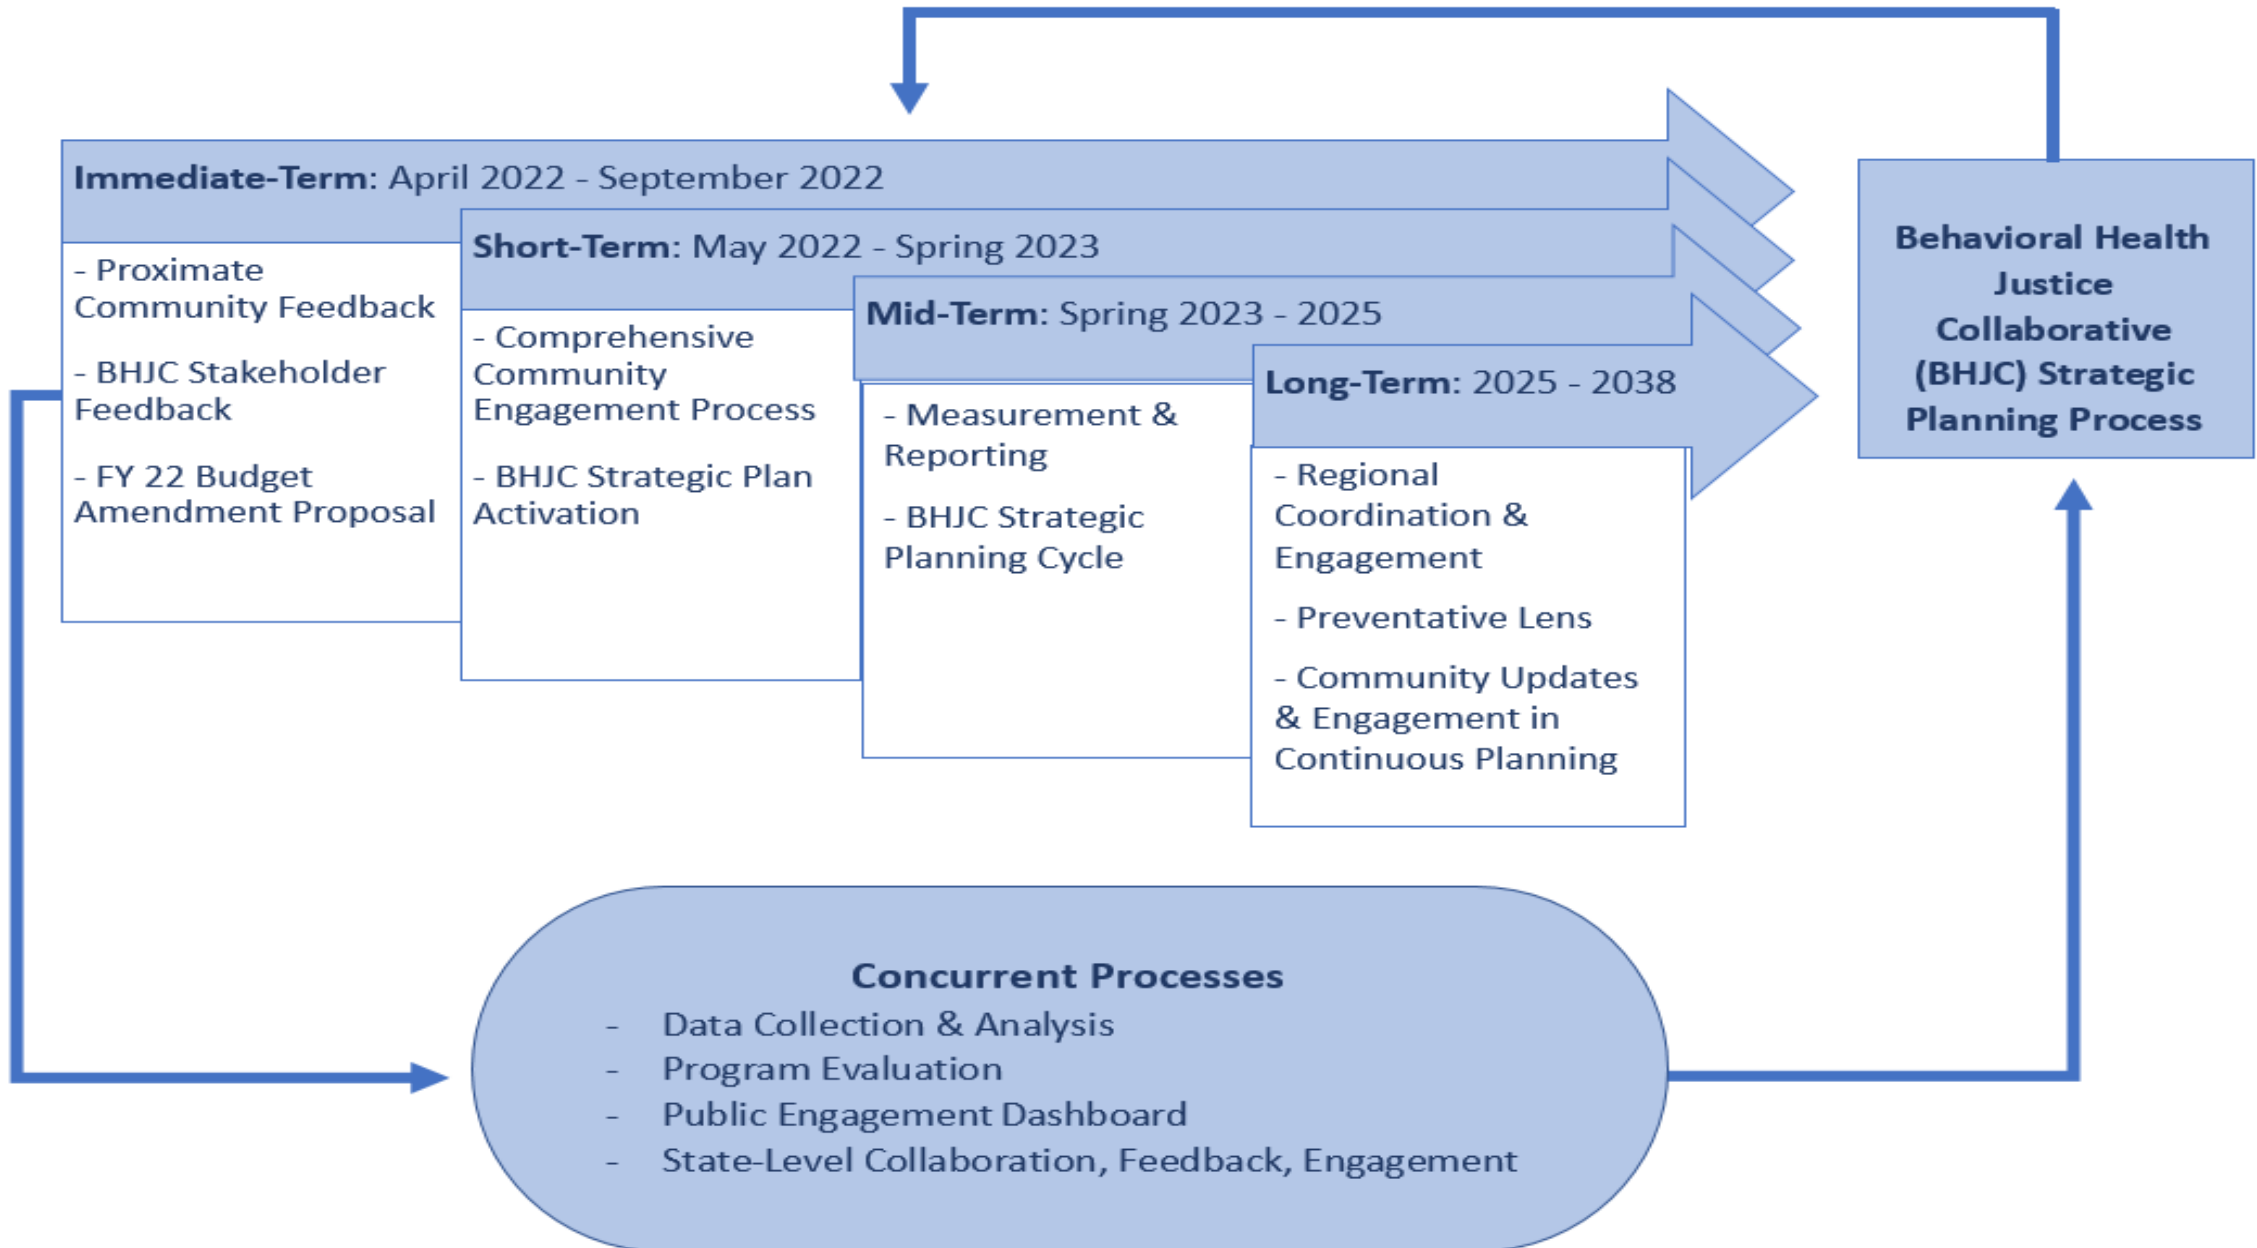 Immediate-Term: April 2022 - September 2022
- Proximate
Community Feedback
- BHJC Stakeholder
Feedback
- FY 22 Budget
Amendment Proposal
Short-Term: May 2022 - Spring 2023
- Comprehensive
Community
Engagement Process
- BHJC Strategic Plan
Activation
Mid-Term: Spring 2023 - 2025
- Measurement &
Reporting
- BHJC Strategic
Planning Cycle
Long-Term: 2025 - 2038
- Regional
Coordination &
Engagement
- Preventative Lens
- Community Updates
& Engagement in
Continuous Planning
Behavioral Health
Justice
Collaborative
(BHJC) Strategic
Planning Process
Concurrent Processes
- Data Collection & Analysis
- Program Evaluation
- Public Engagement Dashboard
- State-Level Collaboration, Feedback, Engagement